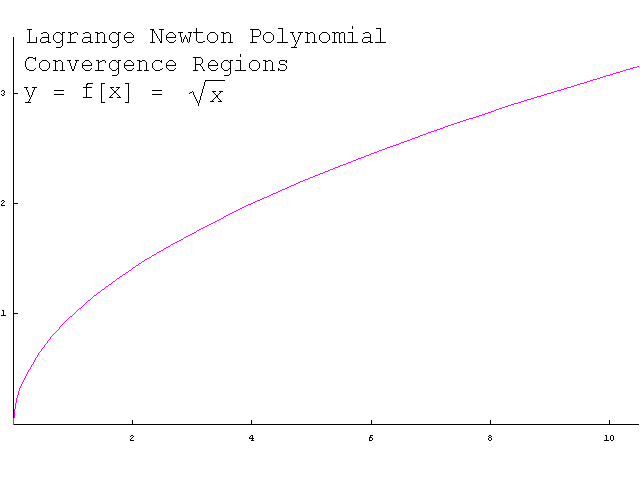 Lagrange Newton Polynomial
Convergence Regions
y = f[x] = √x
3
2
1
2 4 6 8 10